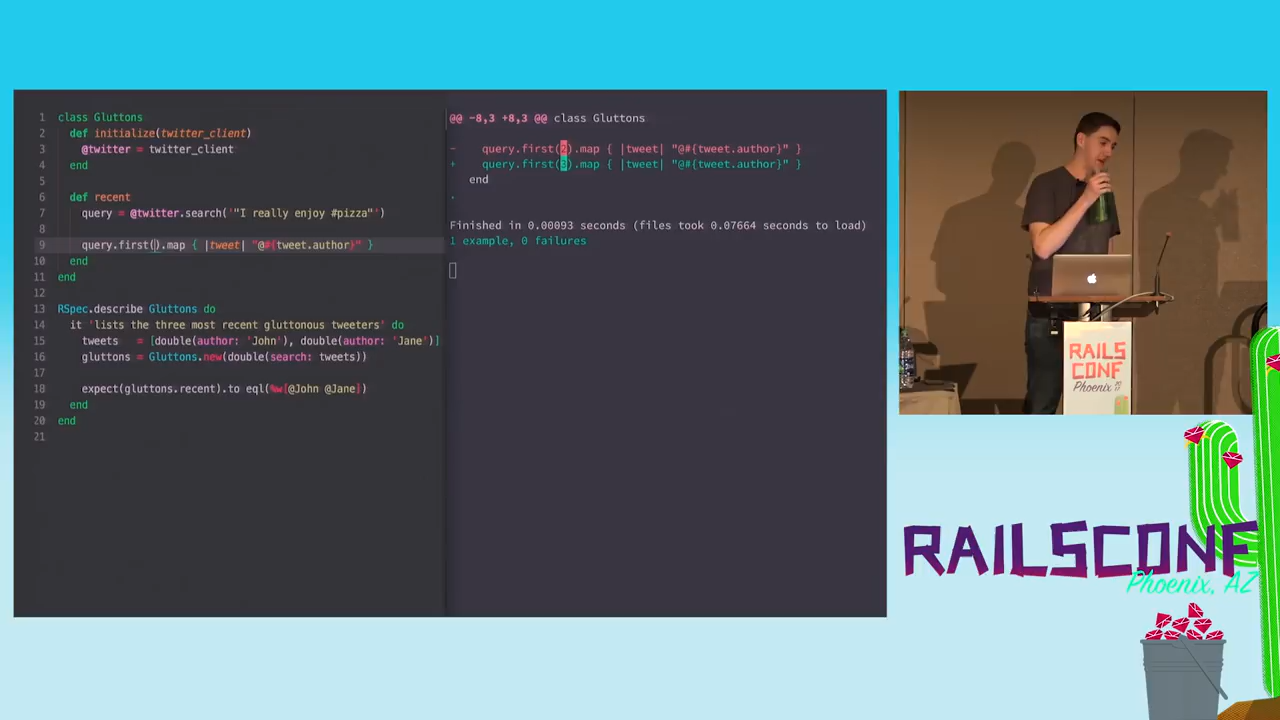 1 class Gluttons
2 def initialize(twitter_client)
3 @twitter = twitter_client
4 end
5
6 def recent
7 query = @twitter.search('"I really enjoy #pizza"')
8
9 query.first().map { |tweet| "@#{tweet.author}" }
10 end
11 end
12
13 RSpec.describe Gluttons do
14 it 'lists the three most recent gluttonous tweeters' do
15 tweets = [double(author: 'John'), double(author: 'Jane')]
16 gluttons = Gluttons.new(double(search: tweets))
17
18 expect(gluttons.recent).to eql(%w[@John @Jane])
19 end
20 end
21
@@ -8,3 +8,3 @@ class Gluttons
- query.first(2).map { |tweet| "@#{tweet.author}" }
+ query.first(3).map { |tweet| "@#{tweet.author}" }
end
.
Finished in 0.00093 seconds (files took 0.07664 seconds to load)
1 example, 0 failures
RAILS
CONF
Phoenix 2017
RAILSCONF
Phoenix, AZ